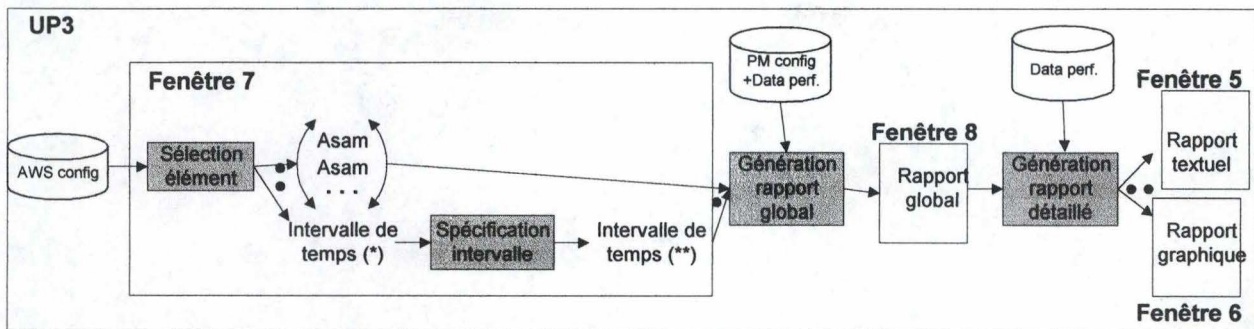 UP3
Fenêtre 7
AWS config
Sélection
élément
Asam
Asam
...
Intervalle de
temps (*)
Spécification
intervalle
Intervalle de
temps (**)
PM config
+Data perf.
Génération
rapport
global
Fenêtre 8
Rapport
global
Data perf.
Génération
rapport
détaillé
Fenêtre 5
Rapport
textuel
Rapport
graphique
Fenêtre 6